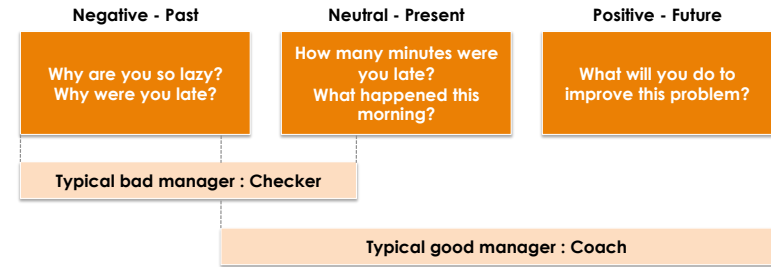 Negative - Past
Neutral - Present
Positive - Future
Why are you so lazy?
Why were you late?
How many minutes were
you late?
What happened this
morning?
What will you do to
improve this problem?
Typical bad manager : Checker
Typical good manager : Coach